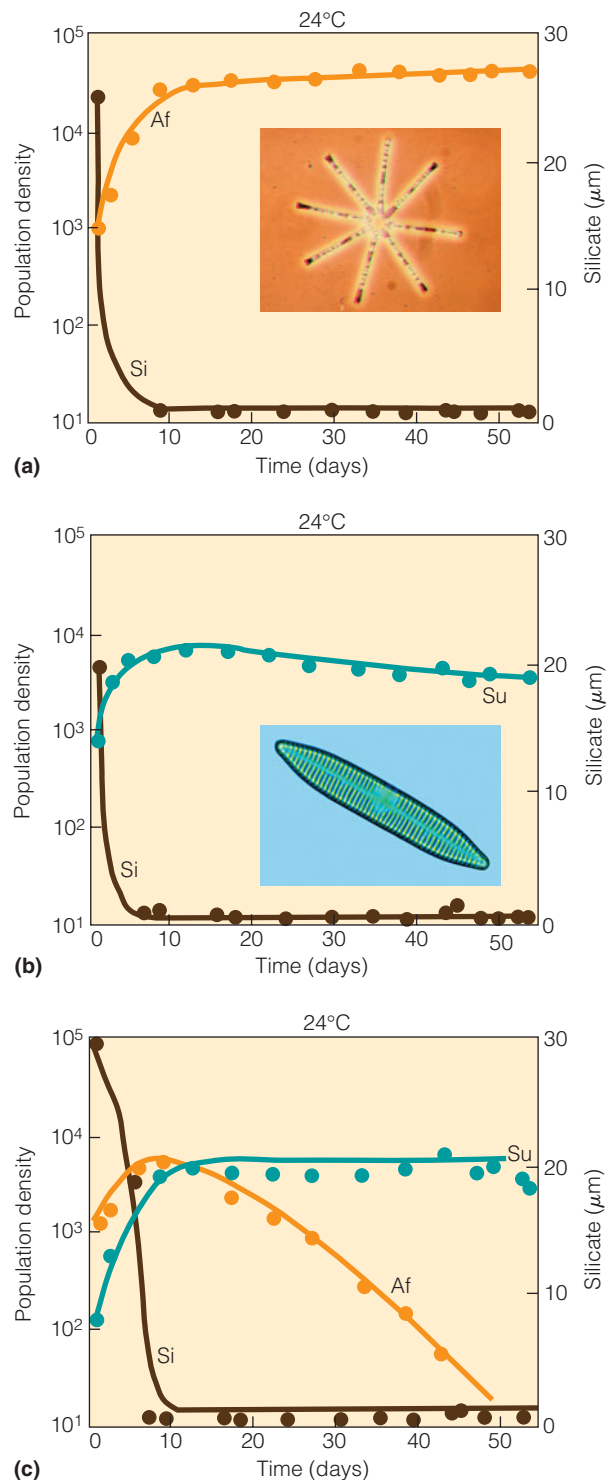 24°C
10⁵
10⁴
10³
10²
10¹
Population density
30
20
10
0
Silicate (μm)
Af
Si
0 10 20 30 40 50
Time (days)
(a)
24°C
10⁵
10⁴
10³
10²
10¹
Population density
30
20
10
0
Silicate (μm)
Su
Si
0 10 20 30 40 50
Time (days)
(b)
24°C
10⁵
10⁴
10³
10²
10¹
Population density
30
20
10
0
Silicate (μm)
Su
Af
Si
0 10 20 30 40 50
Time (days)
(c)